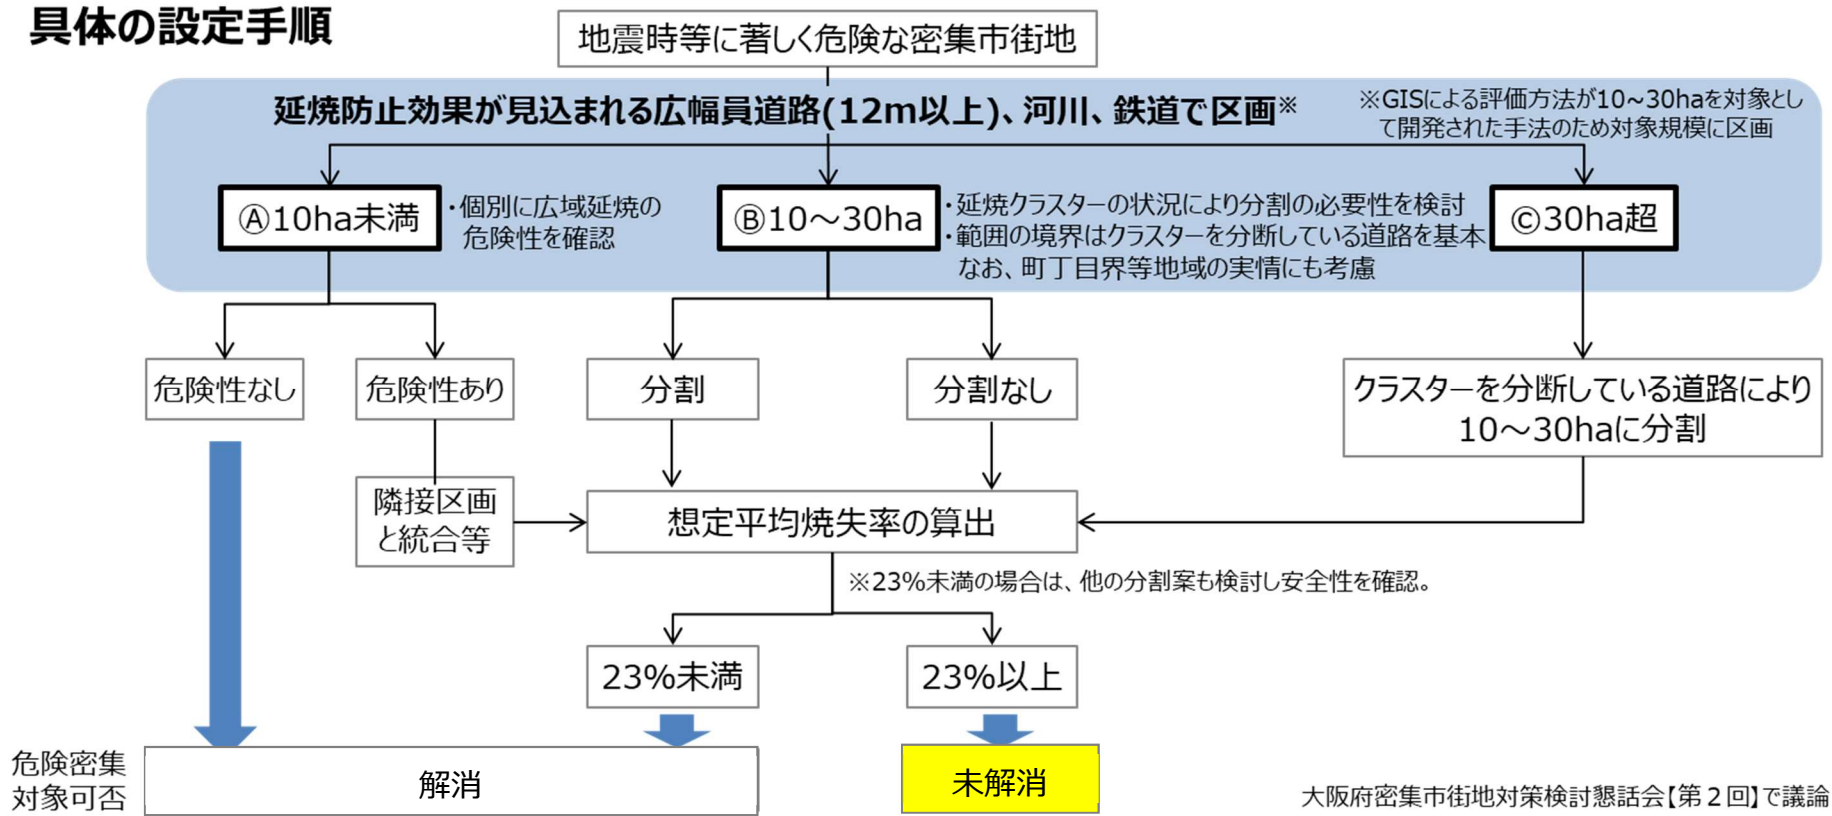 具体の設定手順
地震時等に著しく危険な密集市街地
延焼防止効果が見込まれる広幅員道路(12m以上)、河川、鉄道で区画※
※GISによる評価方法が10~30haを対象とし
て開発された手法のため対象規模に区画
Ⓐ10ha未満
・個別に広域延焼の
危険性を確認
Ⓑ10～30ha
・延焼クラスターの状況により分割の必要性を検討
・範囲の境界はクラスターを分断している道路を基本
なお、町丁目界等地域の実情にも考慮
Ⓒ30ha超
危険性なし
危険性あり
分割
分割なし
クラスターを分断している道路により
10～30haに分割
隣接区画
と統合等
想定平均焼失率の算出
※23%未満の場合は、他の分割案も検討し安全性を確認。
23%未満
23%以上
危険密集
対象可否
解消
未解消
大阪府密集市街地対策検討懇話会【第２回】で議論